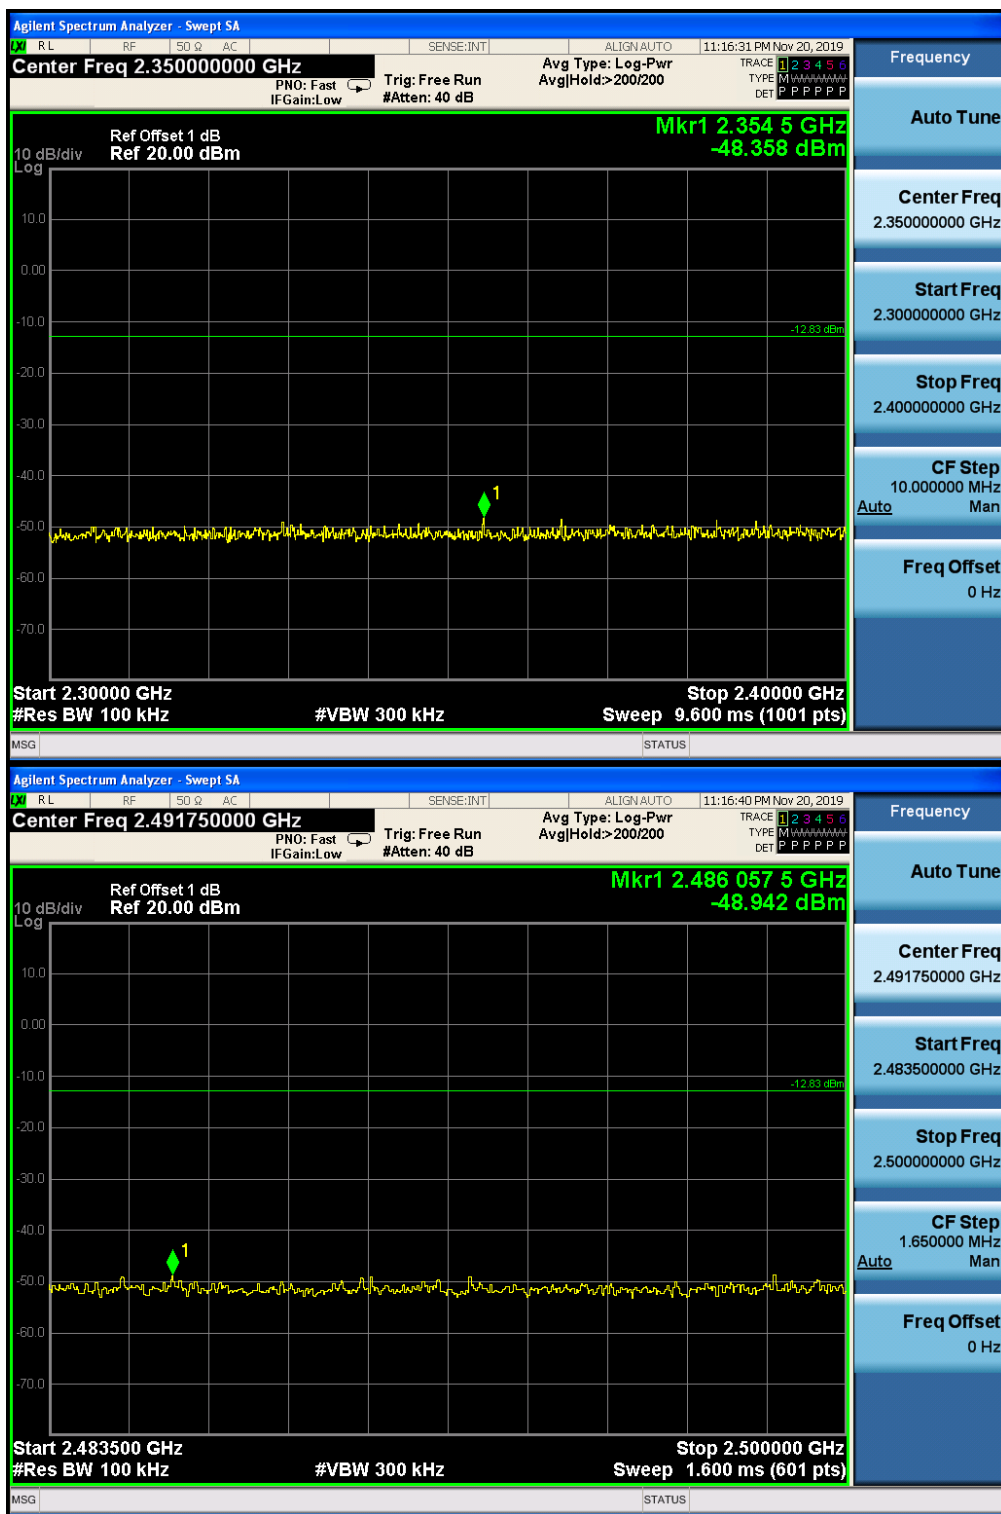 Agilent Spectrum Analyzer - Swept SA
LXI RL RF 50 Ω AC SENSE:INT ALIGNAUTO 11:16:31 PM Nov 20, 2019
Center Freq 2.350000000 GHz
Avg Type: Log-Pwr
TRACE 1 2 3 4 5 6
PNO: Fast
Trig: Free Run
Avg|Hold:>200/200
TYPE M
IFGain:Low
#Atten: 40 dB
DET P P P P P P
Frequency
Mkr1 2.354 5 GHz
Ref Offset 1 dB
-48.358 dBm
10 dB/div Ref 20.00 dBm
Log
10.0
0.00
-10.0
-12.83 dBm
-20.0
-30.0
-40.0
1
-50.0
-60.0
-70.0
Start 2.30000 GHz
Stop 2.40000 GHz
#Res BW 100 kHz
#VBW 300 kHz
Sweep 9.600 ms (1001 pts)
MSG
STATUS
Auto Tune
Center Freq
2.350000000 GHz
Start Freq
2.300000000 GHz
Stop Freq
2.400000000 GHz
CF Step
10.000000 MHz
Auto Man
Freq Offset
0 Hz
Agilent Spectrum Analyzer - Swept SA
LXI RL RF 50 Ω AC SENSE:INT ALIGNAUTO 11:16:40 PM Nov 20, 2019
Center Freq 2.491750000 GHz
Avg Type: Log-Pwr
TRACE 1 2 3 4 5 6
PNO: Fast
Trig: Free Run
Avg|Hold:>200/200
TYPE M
IFGain:Low
#Atten: 40 dB
DET P P P P P P
Frequency
Mkr1 2.486 057 5 GHz
Ref Offset 1 dB
-48.942 dBm
10 dB/div Ref 20.00 dBm
Log
10.0
0.00
-10.0
-12.83 dBm
-20.0
-30.0
-40.0
1
-50.0
-60.0
-70.0
Start 2.483500 GHz
Stop 2.500000 GHz
#Res BW 100 kHz
#VBW 300 kHz
Sweep 1.600 ms (601 pts)
MSG
STATUS
Auto Tune
Center Freq
2.491750000 GHz
Start Freq
2.483500000 GHz
Stop Freq
2.500000000 GHz
CF Step
1.650000 MHz
Auto Man
Freq Offset
0 Hz